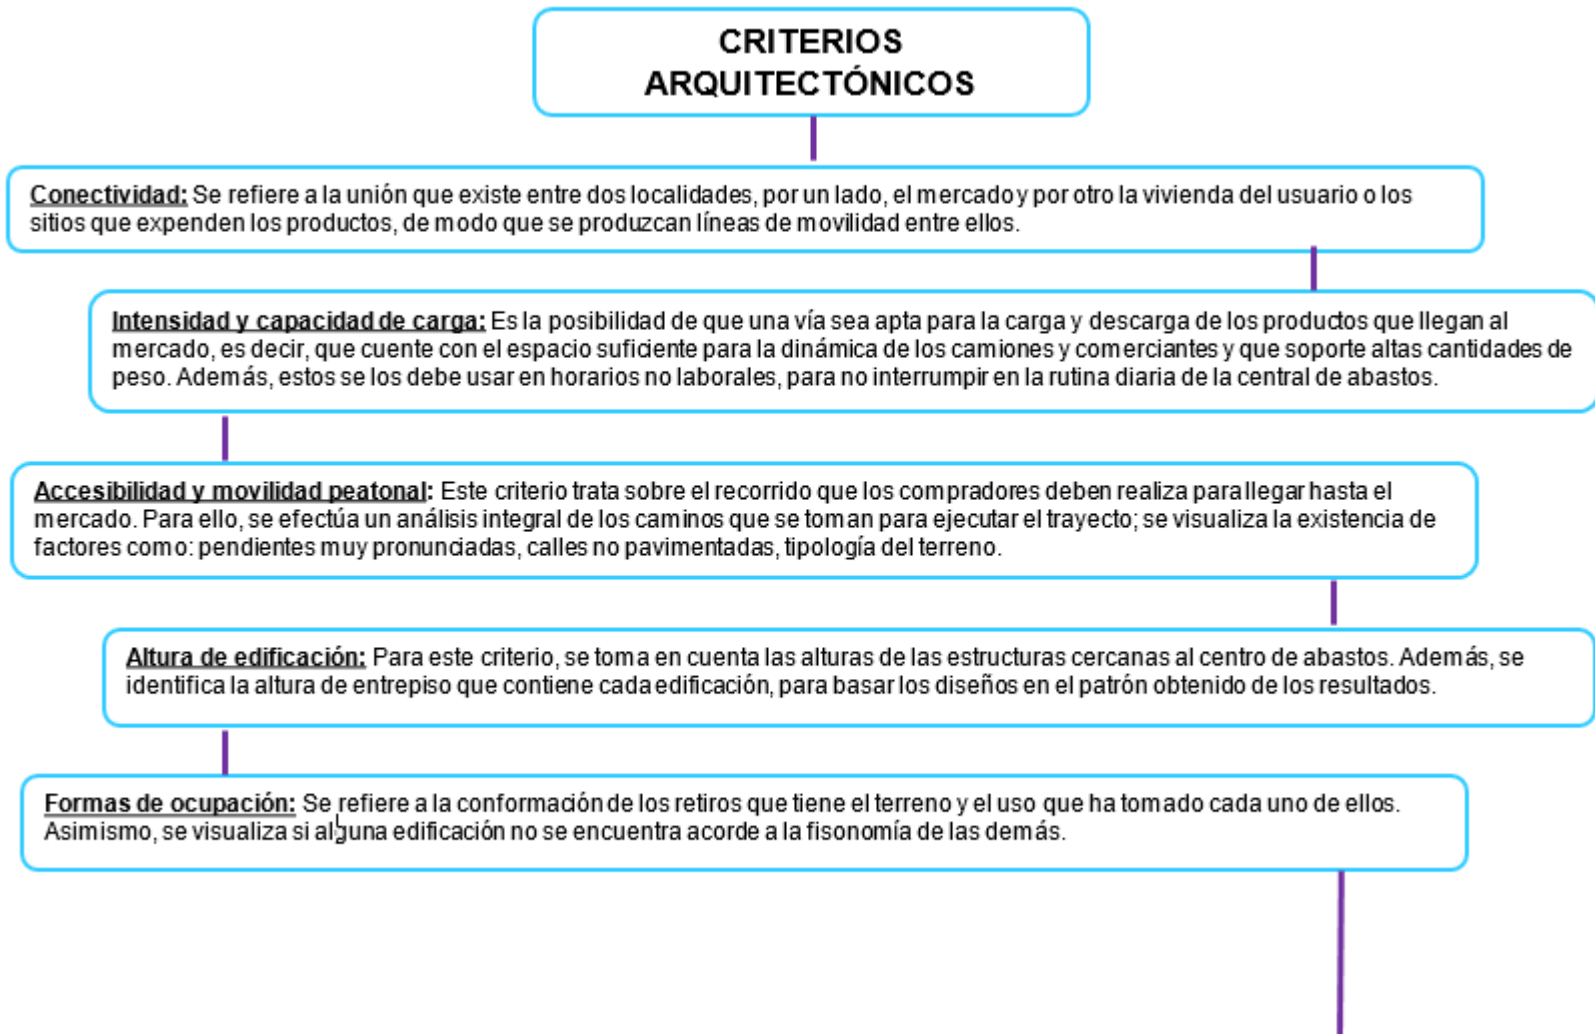 CRITERIOS
ARQUITECTÓNICOS
Conectividad: Se refiere a la unión que existe entre dos localidades, por un lado, el mercado y por otro la vivienda del usuario o los
sitios que expenden los productos, de modo que se produzcan líneas de movilidad entre ellos.
Intensidad y capacidad de carga: Es la posibilidad de que una vía sea apta para la carga y descarga de los productos que llegan al
mercado, es decir, que cuente con el espacio suficiente para la dinámica de los camiones y comerciantes y que soporte altas cantidades de
peso. Además, estos se los debe usar en horarios no laborales, para no interrumpir en la rutina diaria de la central de abastos.
Accesibilidad y movilidad peatonal: Este criterio trata sobre el recorrido que los compradores deben realiza para llegar hasta el
mercado. Para ello, se efectúa un análisis integral de los caminos que se toman para ejecutar el trayecto; se visualiza la existencia de
factores como: pendientes muy pronunciadas, calles no pavimentadas, tipología del terreno.
Altura de edificación: Para este criterio, se toma en cuenta las alturas de las estructuras cercanas al centro de abastos. Además, se
identifica la altura de entrepiso que contiene cada edificación, para basar los diseños en el patrón obtenido de los resultados.
Formas de ocupación: Se refiere a la conformación de los retiros que tiene el terreno y el uso que ha tomado cada uno de ellos.
Asimismo, se visualiza si alguna edificación no se encuentra acorde a la fisonomía de las demás.